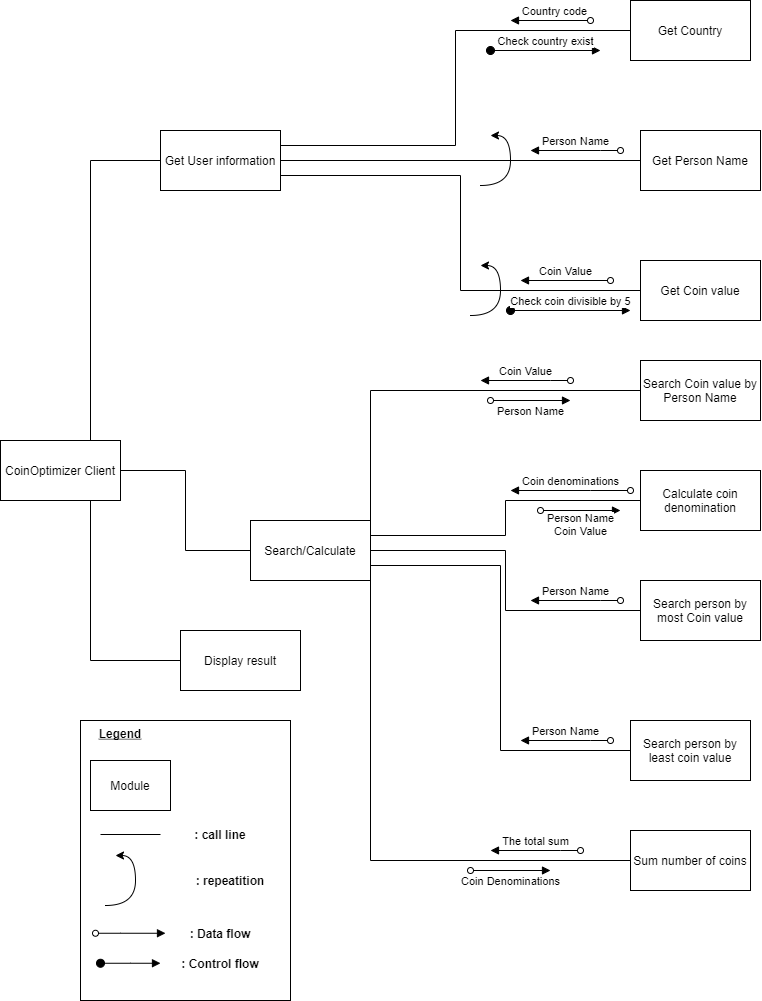 Country code
Get Country
Check country exist
Person Name
Get User information
Get Person Name
Coin Value
Get Coin value
Check coin divisible by 5
Coin Value
Search Coin value by
Person Name
Person Name
CoinOptimizer Client
Coin denominations
Calculate coin
denomination
Person Name
Coin Value
Search/Calculate
Person Name
Search person by
most Coin value
Display result
Person Name
Search person by
least coin value
The total sum
Sum number of coins
Coin Denominations
Legend
Module
: call line
: repeatition
: Data flow
: Control flow